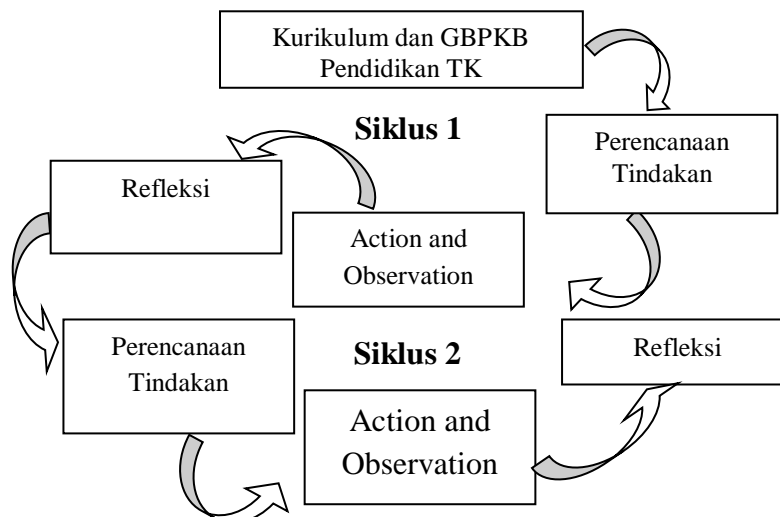 Kurikulum dan GBPKB
Pendidikan TK
Siklus 1
Perencanaan
Tindakan
Refleksi
Action and
Observation
Perencanaan
Tindakan
Siklus 2
Refleksi
Action and
Observation